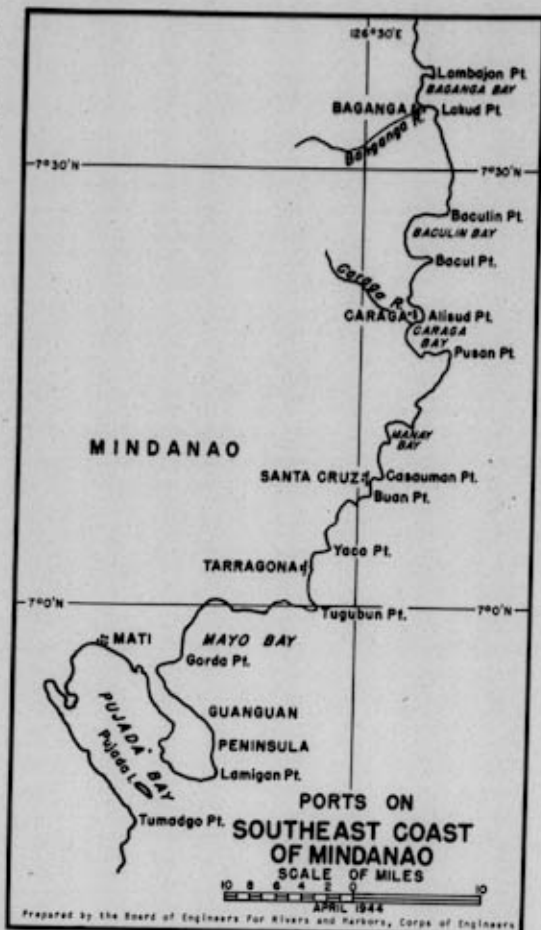 126°30'E
Lambajon Pt.
BAGANGA BAY
BAGANGA
Lakud Pt.
Banganga R.
7°30'N
7°30'N
Baculin Pt.
BACULIN BAY
Bacul Pt.
Caraga R.
CARAGA
Alisud Pt.
CARAGA
BAY
Pusan Pt.
MINDANAO
MANAY
BAY
SANTA CRUZ
Casauman Pt.
Buan Pt.
Yaca Pt.
TARRAGONA
7°0'N
7°0'N
Tugubun Pt.
MATI
MAYO BAY
Gorda Pt.
GUANGUAN
PENINSULA
PUJADA BAY
Pujada I.
Lamigan Pt.
Tumadgo Pt.
PORTS ON
SOUTHEAST COAST
OF MINDANAO
SCALE OF MILES
10 8 6 4 2 0 10
APRIL 1944
Prepared by the Board of Engineers For Rivers and Harbors, Corps of Engineers